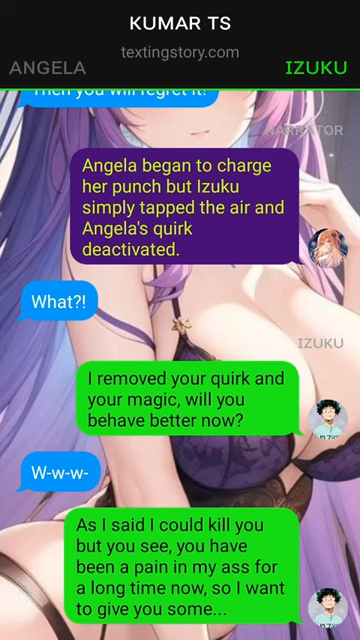 KUMAR TS
textingstory.com
ANGELA
IZUKU
Then you will regret it!
NARRATOR
Angela began to charge
her punch but Izuku
simply tapped the air and
Angela's quirk
deactivated.
What?!
IZUKU
I removed your quirk and
your magic, will you
behave better now?
W-w-w-
As I said I could kill you
but you see, you have
been a pain in my ass for
a long time now, so I want
to give you some...